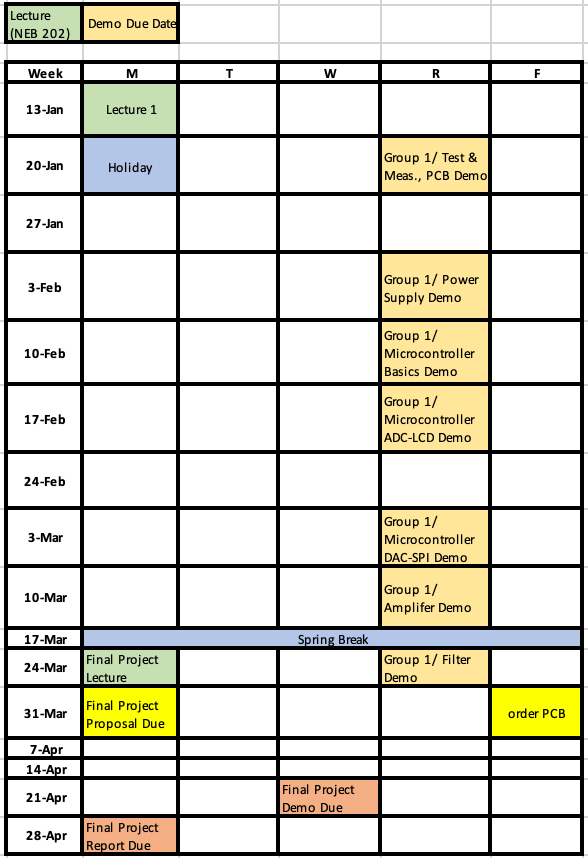 Lecture
(NEB 202)
Demo Due Date
Week M T W R F
13-Jan
Lecture 1
20-Jan
Holiday
Group 1/ Test &
Meas., PCB Demo
27-Jan
3-Feb
Group 1/ Power
Supply Demo
10-Feb
Group 1/
Microcontroller
Basics Demo
17-Feb
Group 1/
Microcontroller
ADC-LCD Demo
24-Feb
3-Mar
Group 1/
Microcontroller
DAC-SPI Demo
10-Mar
Group 1/
Amplifer Demo
17-Mar
Spring Break
24-Mar
Final Project
Lecture
Group 1/ Filter
Demo
31-Mar
Final Project
Proposal Due
order PCB
7-Apr
14-Apr
21-Apr
Final Project
Demo Due
28-Apr
Final Project
Report Due